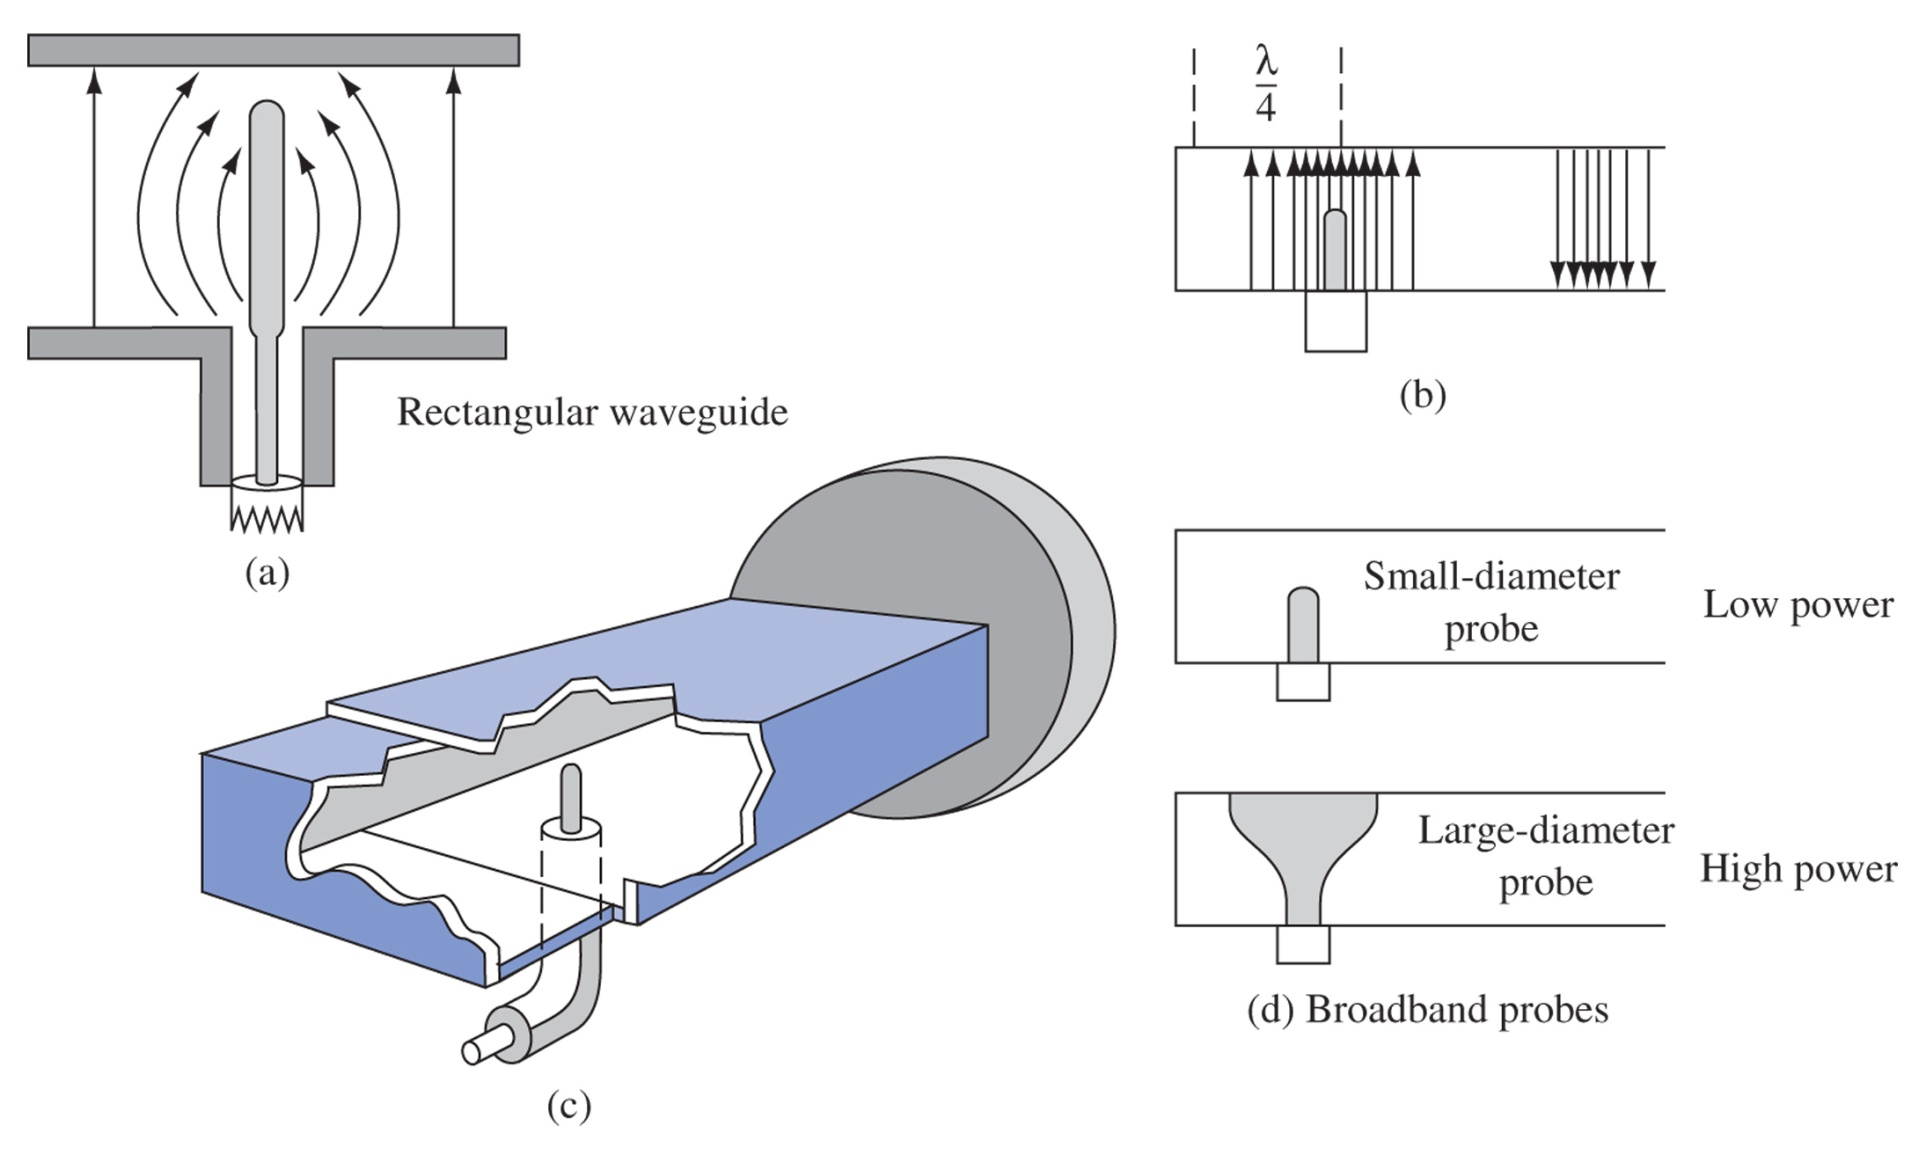 λ
4
(b)
Rectangular waveguide
(a)
Small-diameter
probe
Low power
Large-diameter
probe
High power
(d) Broadband probes
(c)